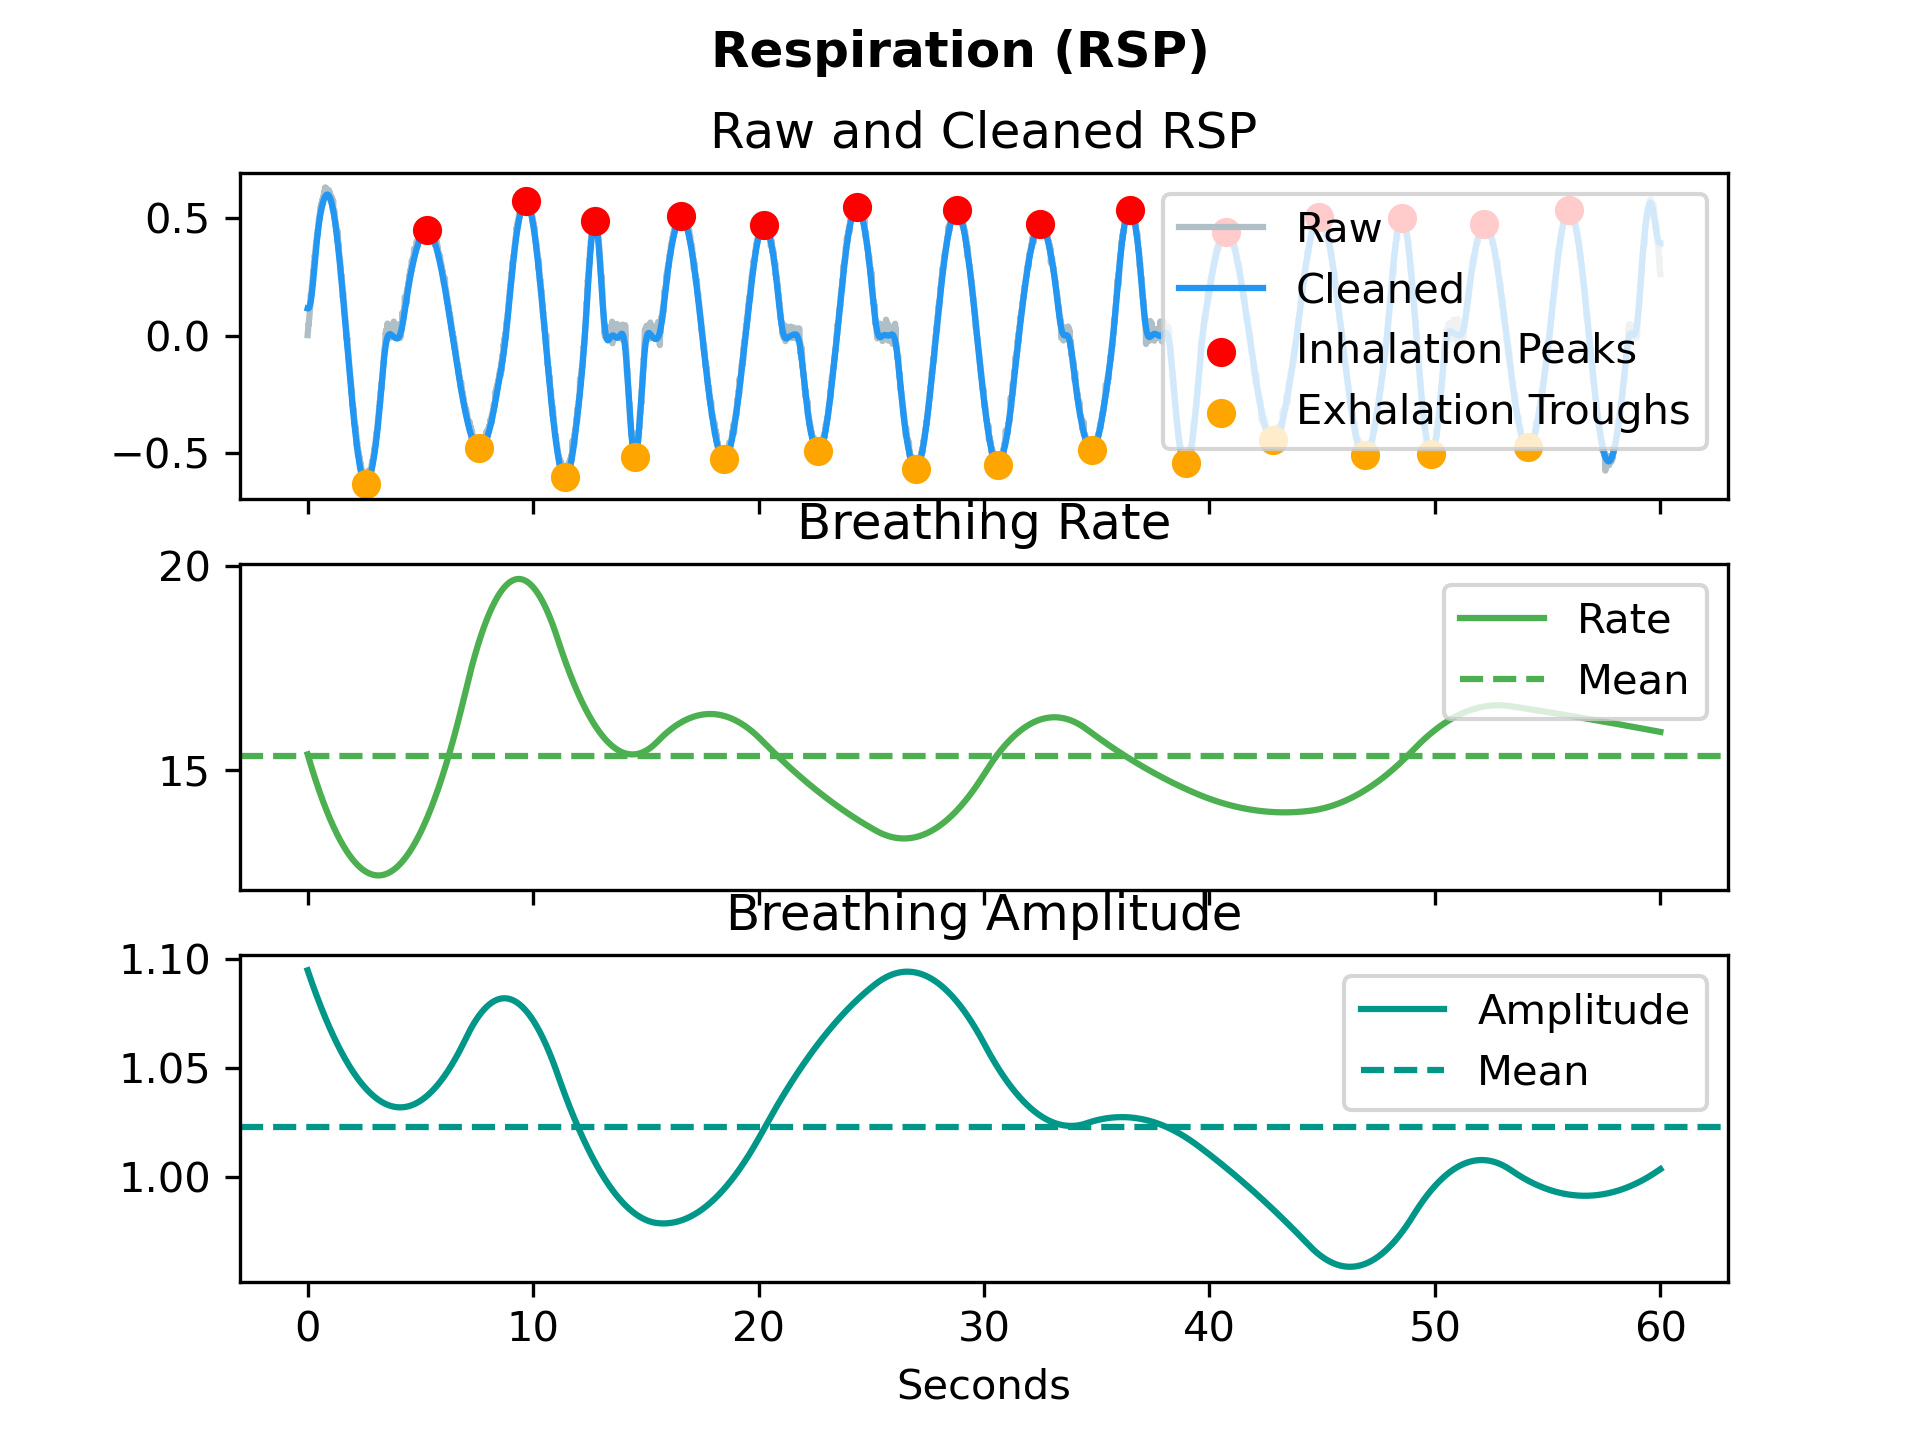 Respiration (RSP)
Raw and Cleaned RSP
0.5
0.0
−0.5
Raw
Cleaned
Inhalation Peaks
Exhalation Troughs
Breathing Rate
20
15
Rate
Mean
Breathing Amplitude
1.10
1.05
1.00
Amplitude
Mean
0 10 20 30 40 50 60
Seconds